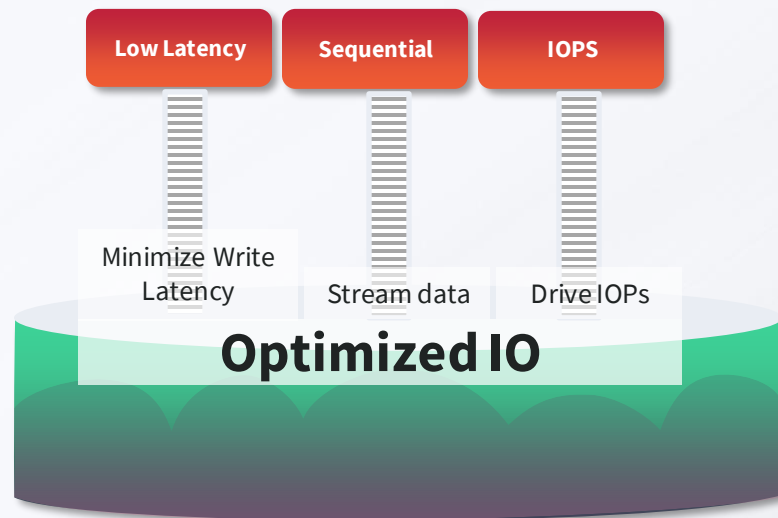 Low Latency
Sequential
IOPS
Minimize Write
Latency
Stream data
Drive IOPs
Optimized IO